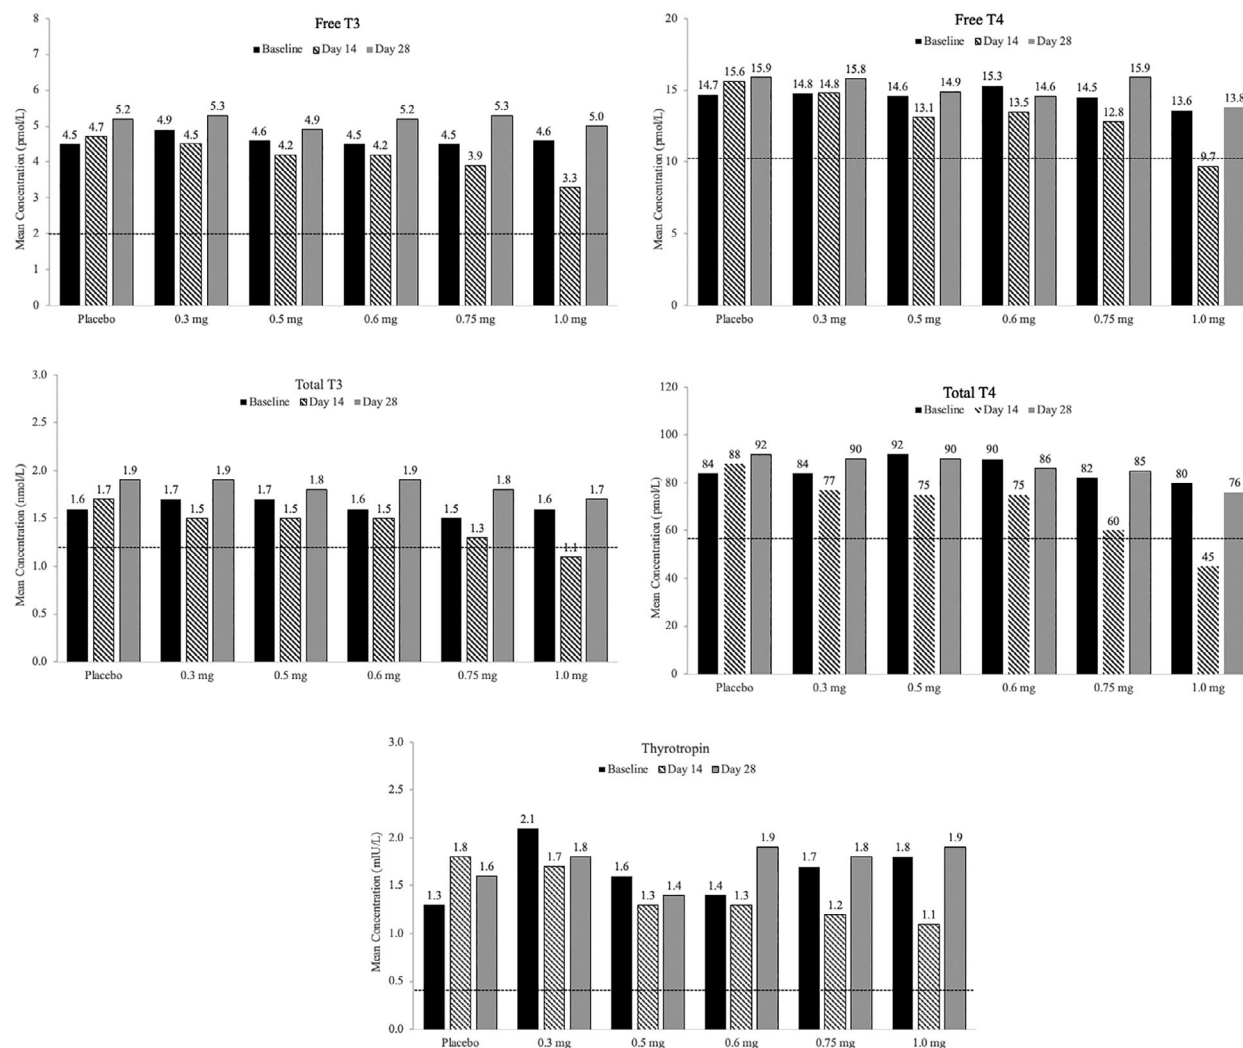 Free T3
Baseline Day 14 Day 28
Mean Concentration (pmol/L)
8
7
6
5
4
3
2
1
0
4.5 4.7 5.2 4.9 4.5 5.3 4.6 4.2 4.9 4.5 4.2 5.2 4.5 3.9 5.3 4.6 3.3 5.0
Placebo 0.3 mg 0.5 mg 0.6 mg 0.75 mg 1.0 mg
Free T4
Baseline Day 14 Day 28
Mean Concentration (pmol/L)
20
15
10
5
0
14.7 15.6 15.9 14.8 14.8 15.8 14.6 13.1 14.9 15.3 13.5 14.6 14.5 12.8 15.9 13.6 9.7 13.8
Placebo 0.3 mg 0.5 mg 0.6 mg 0.75 mg 1.0 mg
Total T3
Baseline Day 14 Day 28
Mean Concentration (nmol/L)
3.0
2.5
2.0
1.5
1.0
0.5
0.0
1.6 1.7 1.9 1.7 1.5 1.9 1.7 1.5 1.8 1.6 1.5 1.9 1.5 1.3 1.8 1.6 1.1 1.7
Placebo 0.3 mg 0.5 mg 0.6 mg 0.75 mg 1.0 mg
Total T4
Baseline Day 14 Day 28
Mean Concentration (pmol/L)
120
100
80
60
40
20
0
84 88 92 84 77 90 92 75 90 90 75 86 82 60 85 80 45 76
Placebo 0.3 mg 0.5 mg 0.6 mg 0.75 mg 1.0 mg
Thyrotropin
Baseline Day 14 Day 28
Mean Concentration (mIU/L)
3.0
2.5
2.0
1.5
1.0
0.5
0.0
1.3 1.8 1.6 2.1 1.7 1.8 1.6 1.3 1.4 1.4 1.3 1.9 1.7 1.2 1.8 1.8 1.1 1.9
Placebo 0.3 mg 0.5 mg 0.6 mg 0.75 mg 1.0 mg